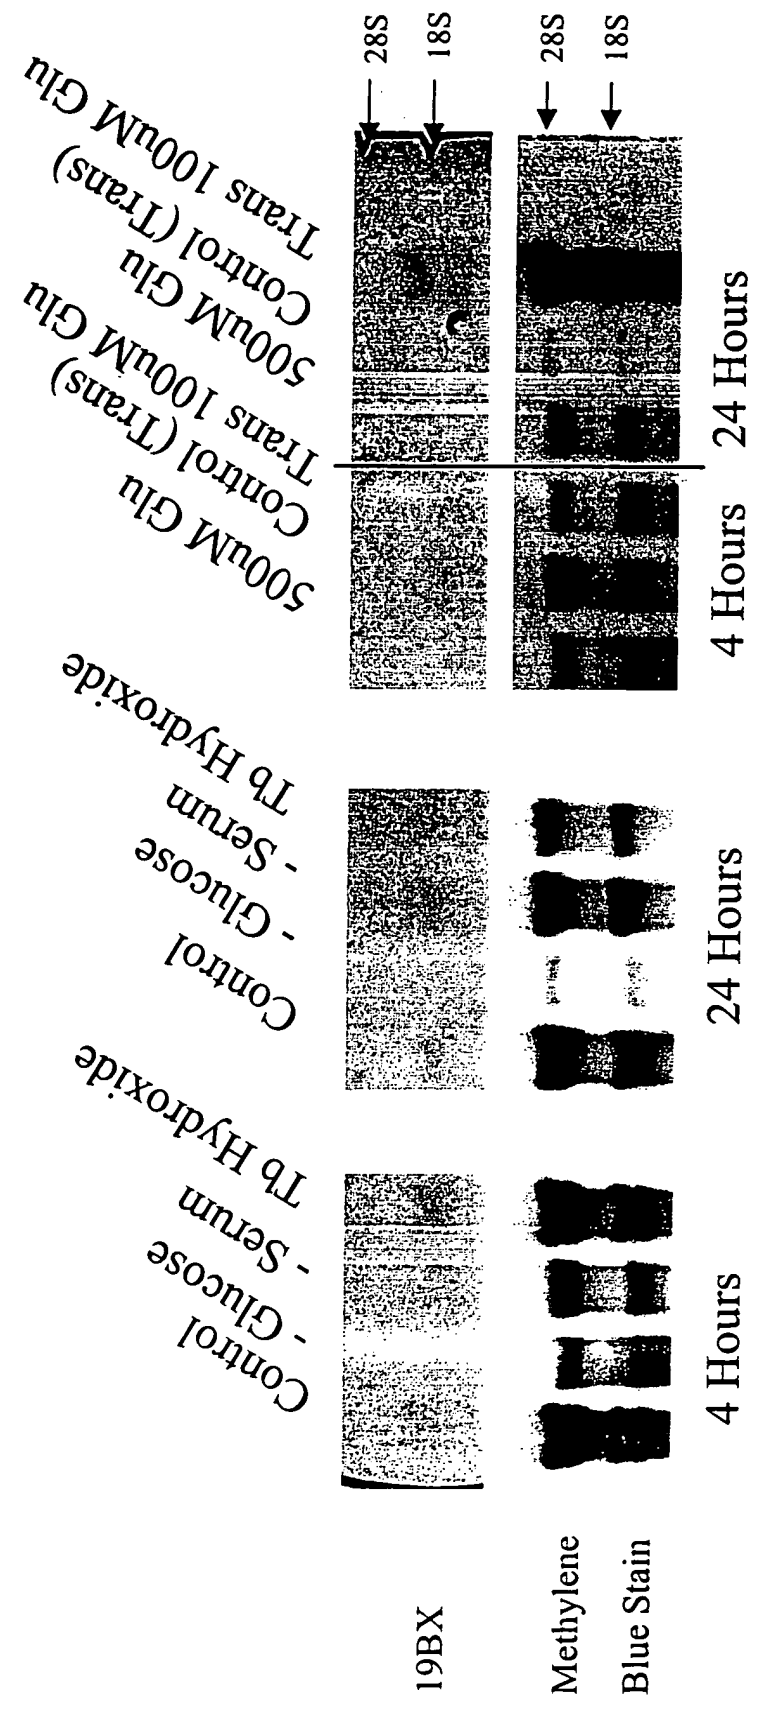 Control
- Glucose
- Serum
Tb Hydroxide
Control
- Glucose
- Serum
Tb Hydroxide
500uM Glu
Control (Trans)
Trans 100uM Glu
500uM Glu
Control (Trans)
Trans 100uM Glu
19BX
28S
18S
Methylene
Blue Stain
28S
18S
4 Hours
24 Hours
4 Hours
24 Hours